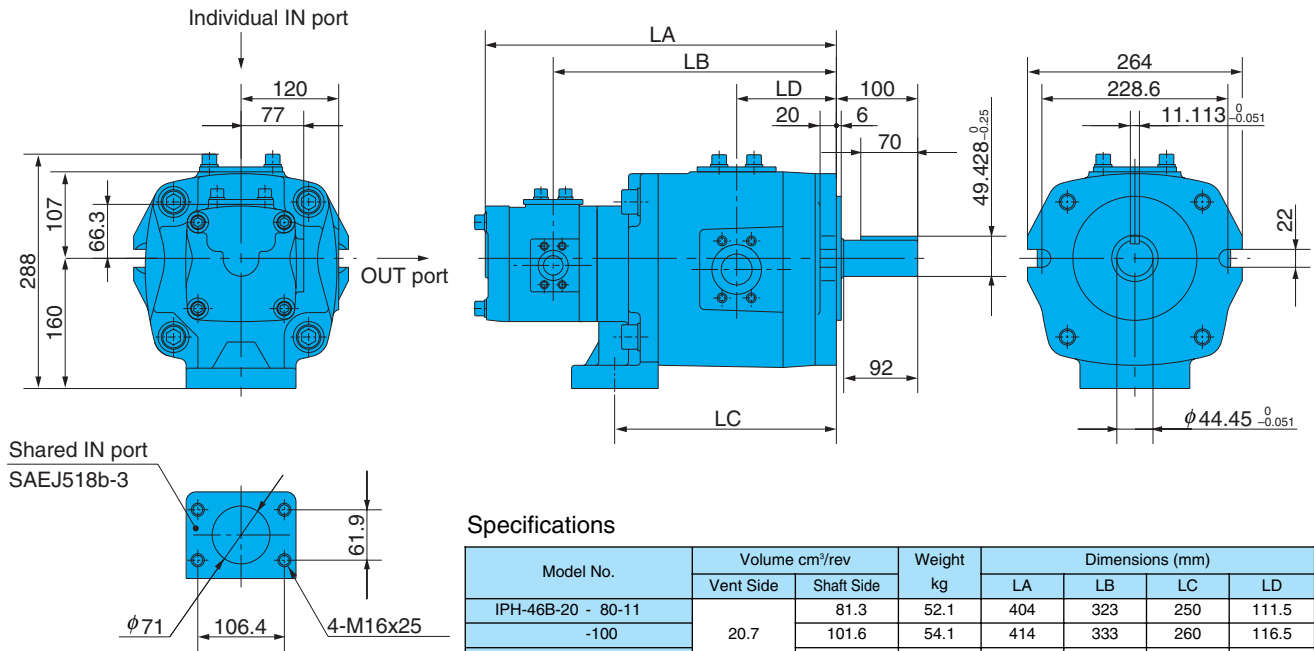 Individual IN port
120
77
288
107
66.3
160
OUT port
LA
LB
LD
100
20
6
70
49.428 0 -0.25
92
LC
264
228.6
11.113 0 -0.051
22
φ44.45 0 -0.051
Shared IN port
SAEJ518b-3
61.9
φ71
106.4
4-M16x25
Specifications
Model No. Volume cm³/rev Weight kg Dimensions (mm)
Vent Side Shaft Side LA LB LC LD
IPH-46B-20 - 80-11 20.7 81.3 52.1 404 323 250 111.5
-100 101.6 54.1 414 333 260 116.5